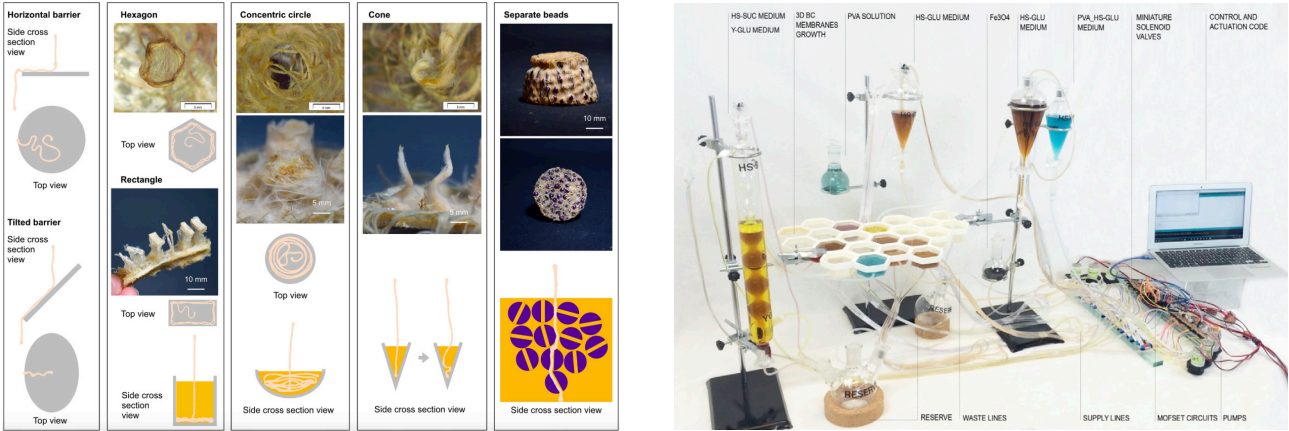 Horizontal barrier
Side cross
section
view
Top view
Tilted barrier
Side cross
section
view
Top view
Hexagon
Top view
Rectangle
10 mm
Top view
Side cross
section
view
Concentric circle
5 mm
Top view
Side cross section view
Cone
5 mm
Side cross section view
Separate beads
10 mm
Side cross section view
HS-SUC MEDIUM
Y-GLU MEDIUM
3D BC
MEMBRANES
GROWTH
PVA SOLUTION
HS-GLU MEDIUM
Fe3O4
HS-GLU
MEDIUM
PVA_HS-GLU
MEDIUM
MINIATURE
SOLENOID
VALVES
CONTROL AND
ACTUATION CODE
RESERVE
RESERVE
WASTE LINES
SUPPLY LINES
MOFSET CIRCUITS
PUMPS